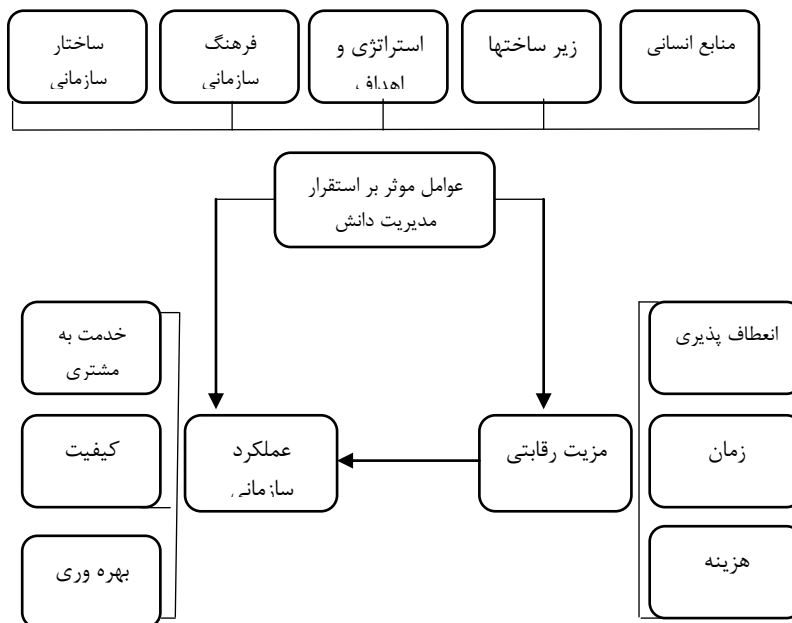 منابع انسانی
زیر ساختها
استراتژی و
اهداف
فرهنگ
سازمانی
ساختار
سازمانی
عوامل موثر بر استقرار
مدیریت دانش
انعطاف پذیری
زمان
هزینه
مزیت رقابتی
عملکرد
سازمانی
خدمت به
مشتری
کیفیت
بهره وری